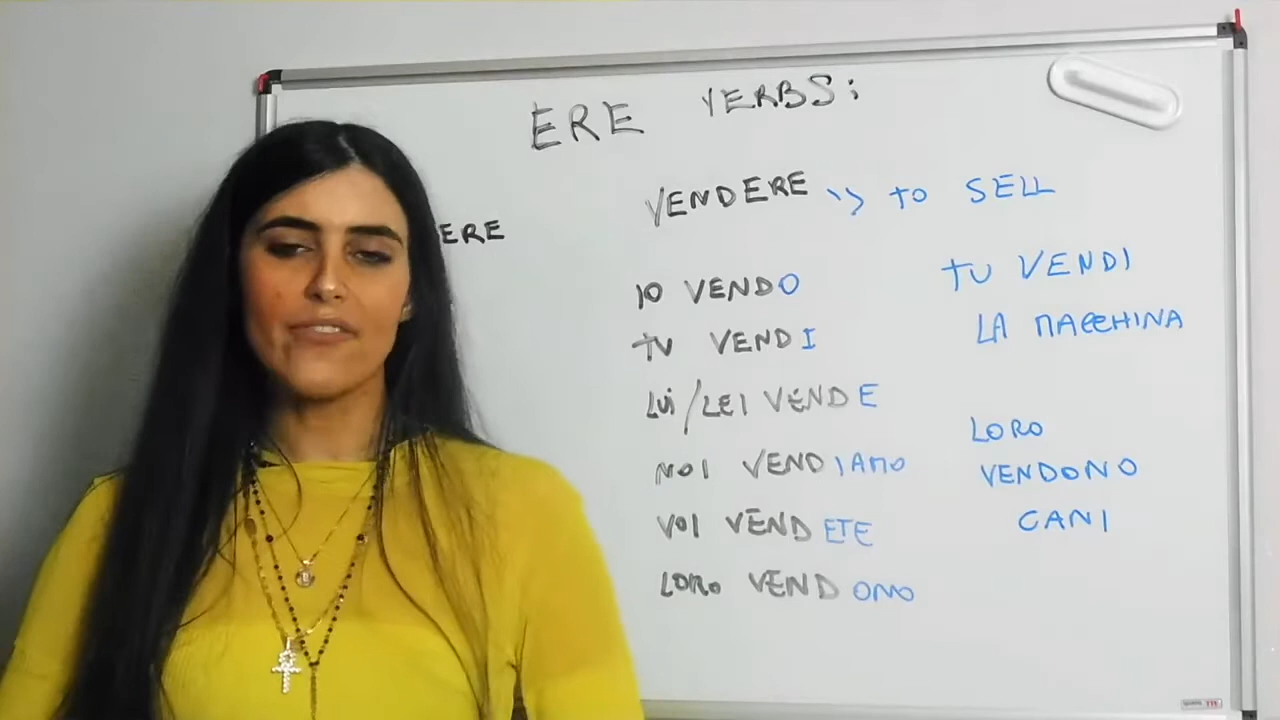 ERE VERBS:
VENDERE >> TO SELL
ERE
IO VENDO
TU VENDI
LUI/LEI VENDE
NOI VENDIAMO
VOI VENDETE
LORO VENDONO
TU VENDI
LA MACCHINA
LORO
VENDONO
CANI